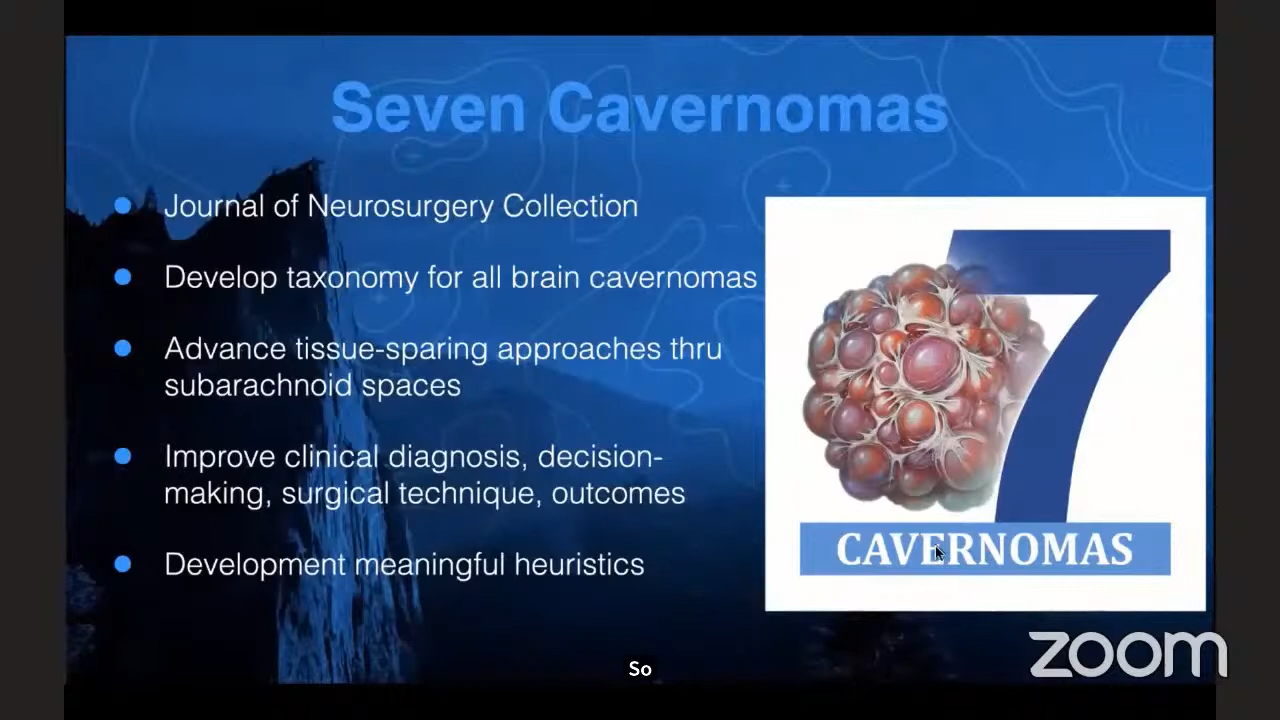 Seven Cavernomas
Journal of Neurosurgery Collection
Develop taxonomy for all brain cavernomas
Advance tissue-sparing approaches thru
subarachnoid spaces
Improve clinical diagnosis, decision-
making, surgical technique, outcomes
Development meaningful heuristics
7
CAVERNOMAS
So
zoom